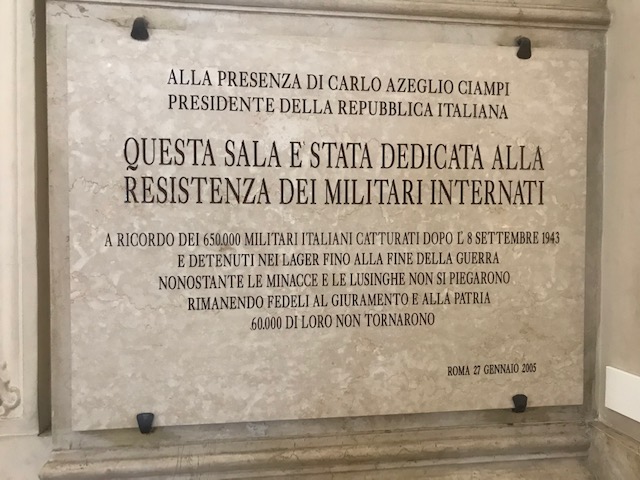 ALLA PRESENZA DI CARLO AZEGLIO CIAMPI
PRESIDENTE DELLA REPUBBLICA ITALIANA
QUESTA SALA E' STATA DEDICATA ALLA
RESISTENZA DEI MILITARI INTERNATI
A RICORDO DEI 650.000 MILITARI ITALIANI CATTURATI DOPO L' 8 SETTEMBRE 1943
E DETENUTI NEI LAGER FINO ALLA FINE DELLA GUERRA
NONOSTANTE LE MINACCE E LE LUSINGHE NON SI PIEGARONO
RIMANENDO FEDELI AL GIURAMENTO E ALLA PATRIA
60.000 DI LORO NON TORNARONO
ROMA 27 GENNAIO 2005